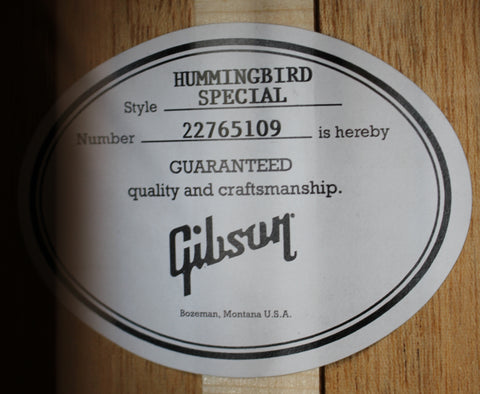 HUMMINGBIRD
Style SPECIAL
Number 22765109 is hereby
GUARANTEED
quality and craftsmanship.
Gibson
Bozeman, Montana U.S.A.